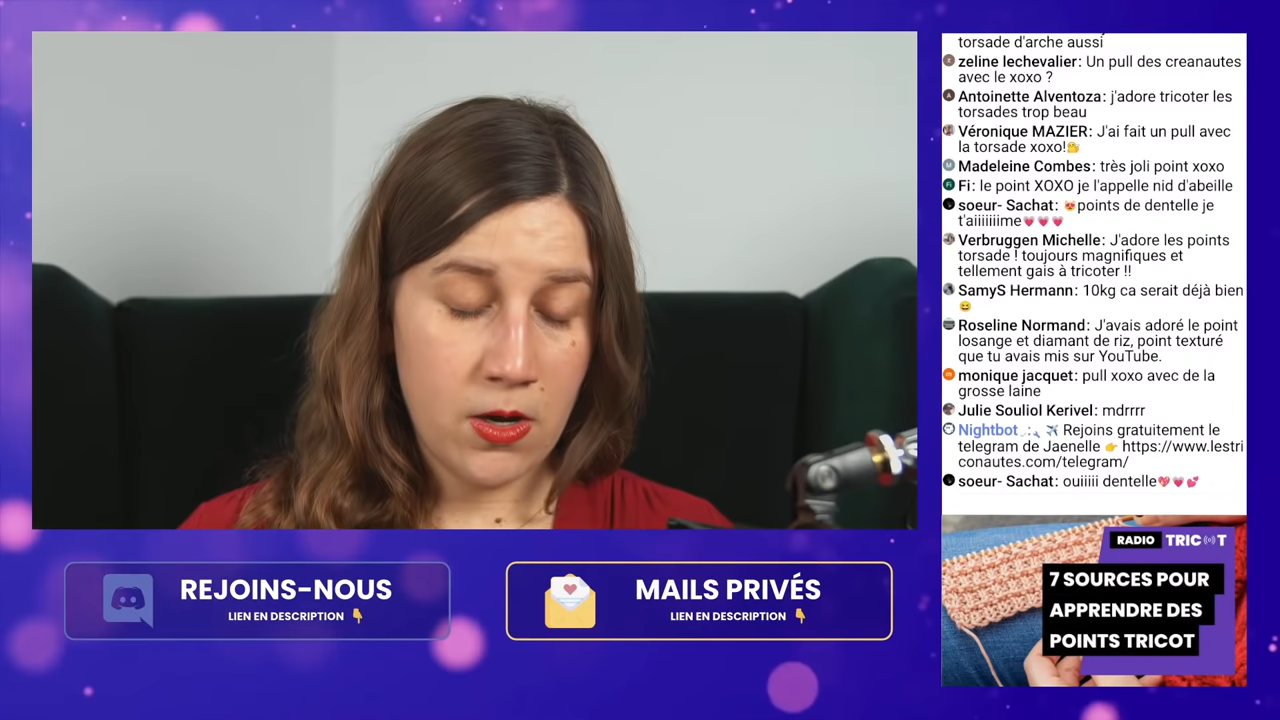 torsade d'arche aussi
zeline lechevalier: Un pull des creanautes
avec le xoxo ?
Antoinette Alventoza: j'adore tricoter les
torsades trop beau
Véronique MAZIER: J'ai fait un pull avec
la torsade xoxo!
Madeleine Combes: très joli point xoxo
Fi: le point XOXO je l'appelle nid d'abeille
soeur- Sachat: points de dentelle je
t'aiiiiiiime
Verbruggen Michelle: J'adore les points
torsade ! toujours magnifiques et
tellement gais à tricoter !!
SamyS Hermann: 10kg ca serait déjà bien
Roseline Normand: J'avais adoré le point
losange et diamant de riz, point texturé
que tu avais mis sur YouTube.
monique jacquet: pull xoxo avec de la
grosse laine
Julie Souliol Kerivel: mdrrrr
Nightbot : Rejoins gratuitement le
telegram de Jaenelle 👉 https://www.lestri
conautes.com/telegram/
soeur- Sachat: ouiiiii dentelle
RADIO TRICOT
7 SOURCES POUR
APPRENDRE DES
POINTS TRICOT
REJOINS-NOUS
LIEN EN DESCRIPTION
MAILS PRIVÉS
LIEN EN DESCRIPTION